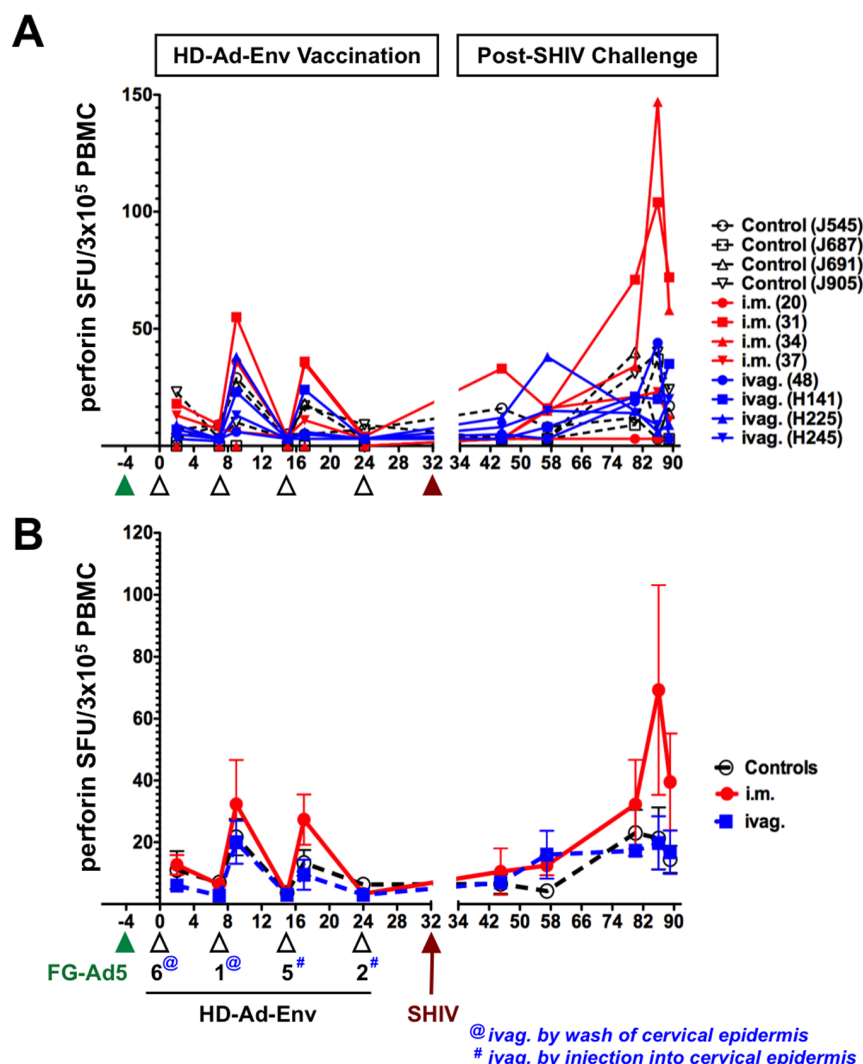 A
HD-Ad-Env Vaccination
Post-SHIV Challenge
perforin SFU/3x10⁵ PBMC
150
100
50
-4 0 4 8 12 16 20 24 28 32 34 42 50 58 66 74 82 90
Control (J545)
Control (J687)
Control (J691)
Control (J905)
i.m. (20)
i.m. (31)
i.m. (34)
i.m. (37)
ivag. (48)
ivag. (H141)
ivag. (H225)
ivag. (H245)
B
perforin SFU/3x10⁵ PBMC
120
100
80
60
40
20
-4 0 4 8 12 16 20 24 28 32 34 42 50 58 66 74 82 90
Controls
i.m.
ivag.
FG-Ad5 6@ 1@ 5# 2#
HD-Ad-Env SHIV
@ ivag. by wash of cervical epidermis
# ivag. by injection into cervical epidermis